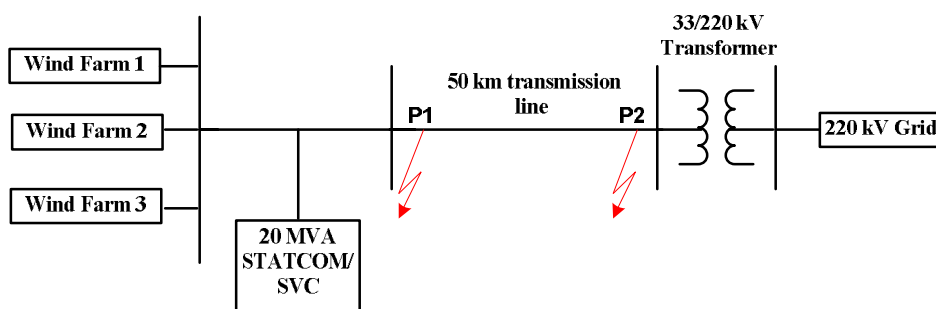 33/220 kV
Transformer
Wind Farm 1
50 km transmission
line
P1
P2
Wind Farm 2
220 kV Grid
Wind Farm 3
20 MVA
STATCOM/
SVC